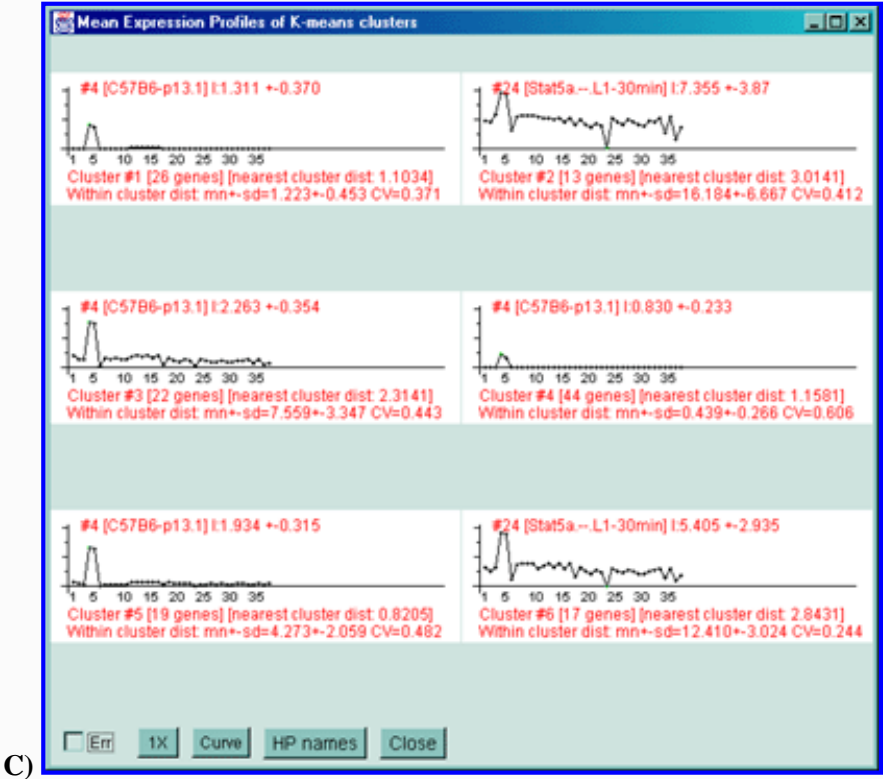 Mean Expression Profiles of K-means clusters
#4 [C57B6-p13.1] I:1.311 +-0.370
1 5 10 15 20 25 30 35
Cluster #1 [26 genes] [nearest cluster dist: 1.1034]
Within cluster dist: mn+-sd=1.223+-0.453 CV=0.371
#24 [Stat5a.--.L1-30min] I:7.355 +-3.87
1 5 10 15 20 25 30 35
Cluster #2 [13 genes] [nearest cluster dist: 3.0141]
Within cluster dist: mn+-sd=16.184+-6.667 CV=0.412
#4 [C57B6-p13.1] I:2.263 +-0.354
1 5 10 15 20 25 30 35
Cluster #3 [22 genes] [nearest cluster dist: 2.3141]
Within cluster dist: mn+-sd=7.559+-3.347 CV=0.443
#4 [C57B6-p13.1] I:0.830 +-0.233
1 5 10 15 20 25 30 35
Cluster #4 [44 genes] [nearest cluster dist: 1.1581]
Within cluster dist: mn+-sd=0.439+-0.266 CV=0.606
#4 [C57B6-p13.1] I:1.934 +-0.315
1 5 10 15 20 25 30 35
Cluster #5 [19 genes] [nearest cluster dist: 0.8205]
Within cluster dist: mn+-sd=4.273+-2.059 CV=0.482
#24 [Stat5a.--.L1-30min] I:5.405 +-2.935
1 5 10 15 20 25 30 35
Cluster #6 [17 genes] [nearest cluster dist: 2.8431]
Within cluster dist: mn+-sd=12.410+-3.024 CV=0.244
Err 1X Curve HP names Close
C)